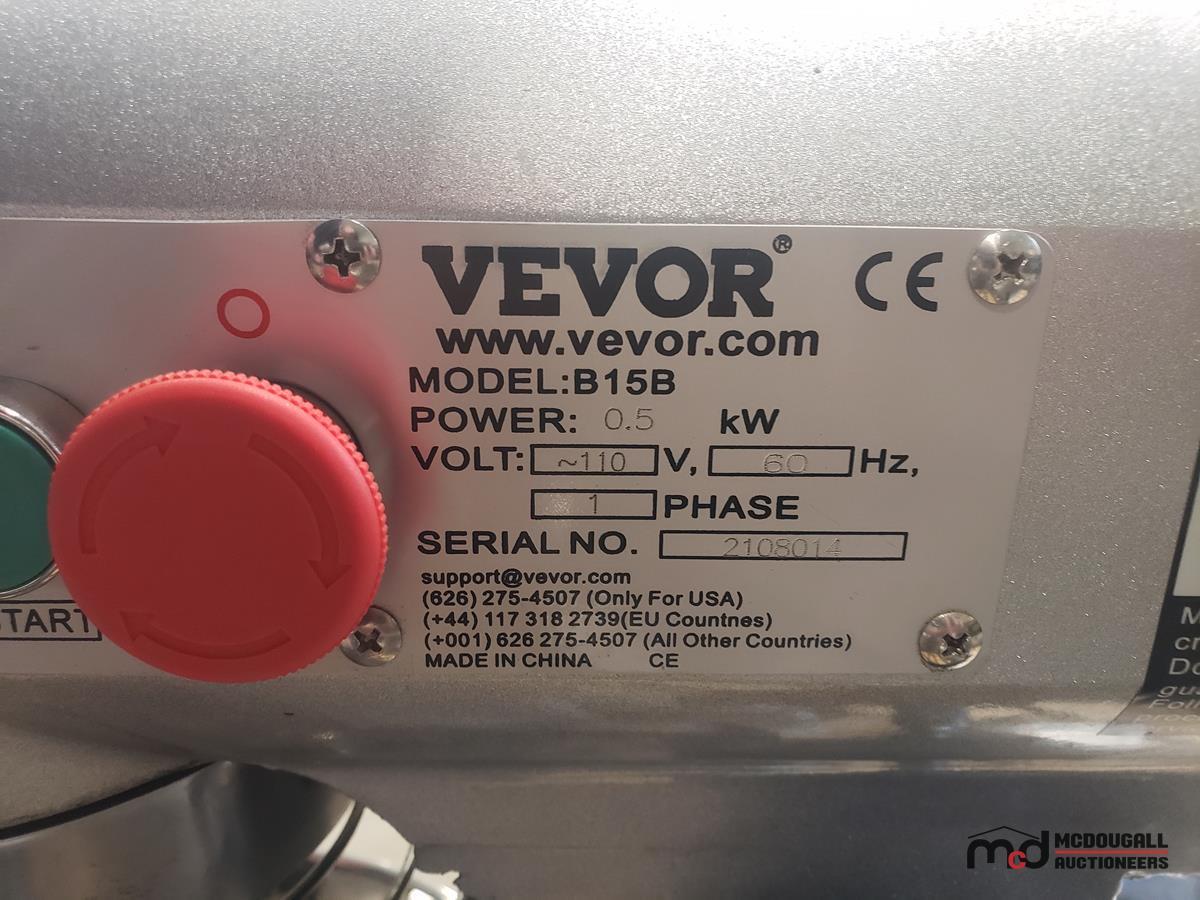 VEVOR®
CE
www.vevor.com
MODEL:B15B
POWER: 0.5 kW
VOLT: ~110 V, 60 Hz,
1 PHASE
SERIAL NO. 2108014
support@vevor.com
(626) 275-4507 (Only For USA)
(+44) 117 318 2739(EU Countnes)
(+001) 626 275-4507 (All Other Countries)
MADE IN CHINA CE
START
mcd MCDOUGALL
AUCTIONEERS